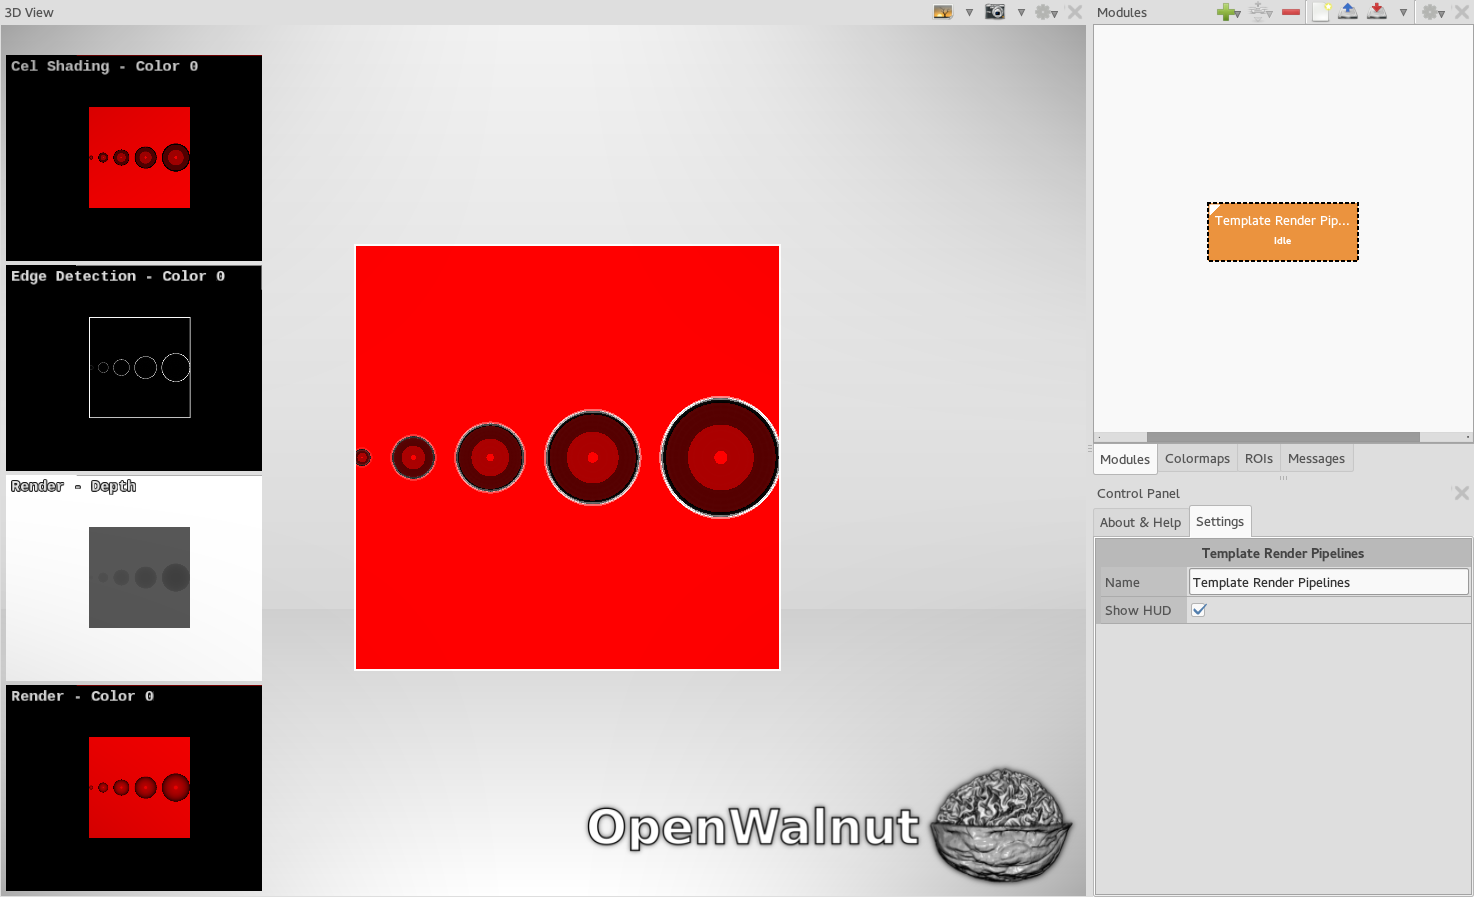 3D View
Cel Shading - Color 0
Edge Detection - Color 0
Render - Depth
Render - Color 0
OpenWalnut
Modules
Template Render Pip...
Idle
Modules
Colormaps
ROIs
Messages
Control Panel
About & Help
Settings
Template Render Pipelines
Name
Template Render Pipelines
Show HUD